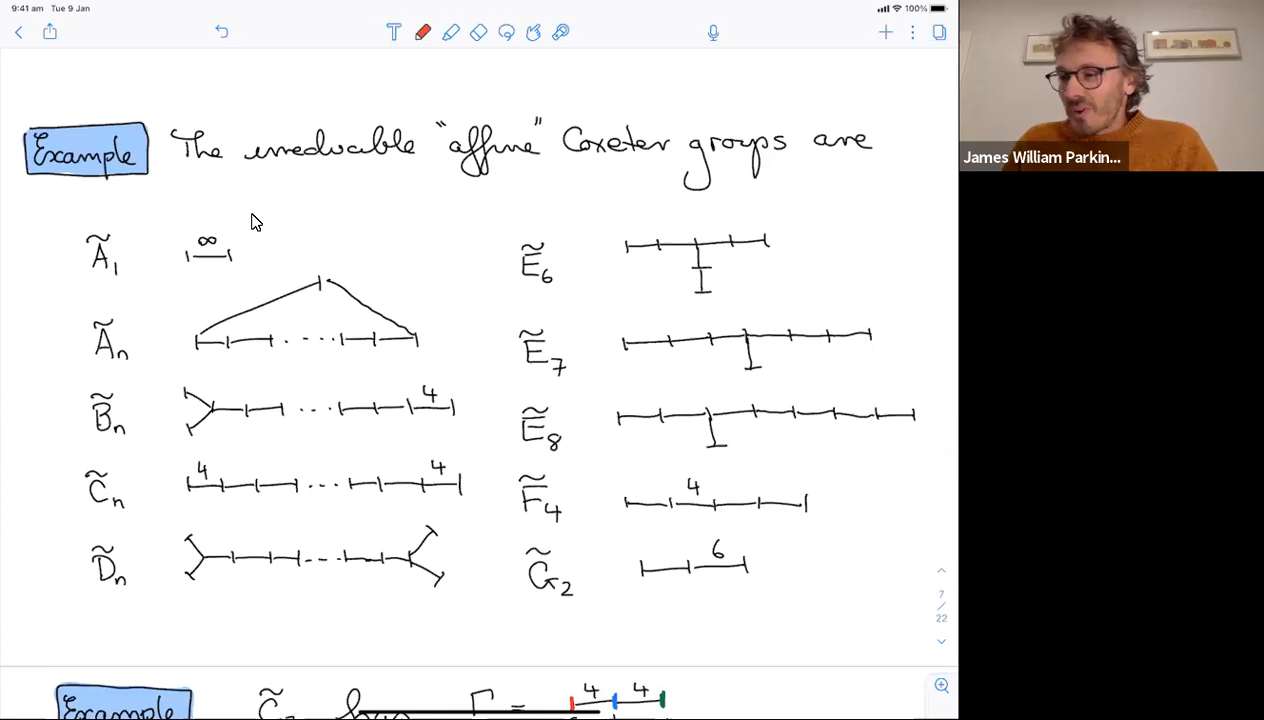 9:41 am Tue 9 Jan
100%
Example The irreducible "affine" Coxeter groups are
James William Parkin...
Ã₁ ∞
Ãₙ
B̃ₙ 4
C̃ₙ 4 4
D̃ₙ
Ẽ₆
Ẽ₇
Ẽ₈
F̃₄ 4
G̃₂ 6
7
/
22
Example has Γ = 4 4